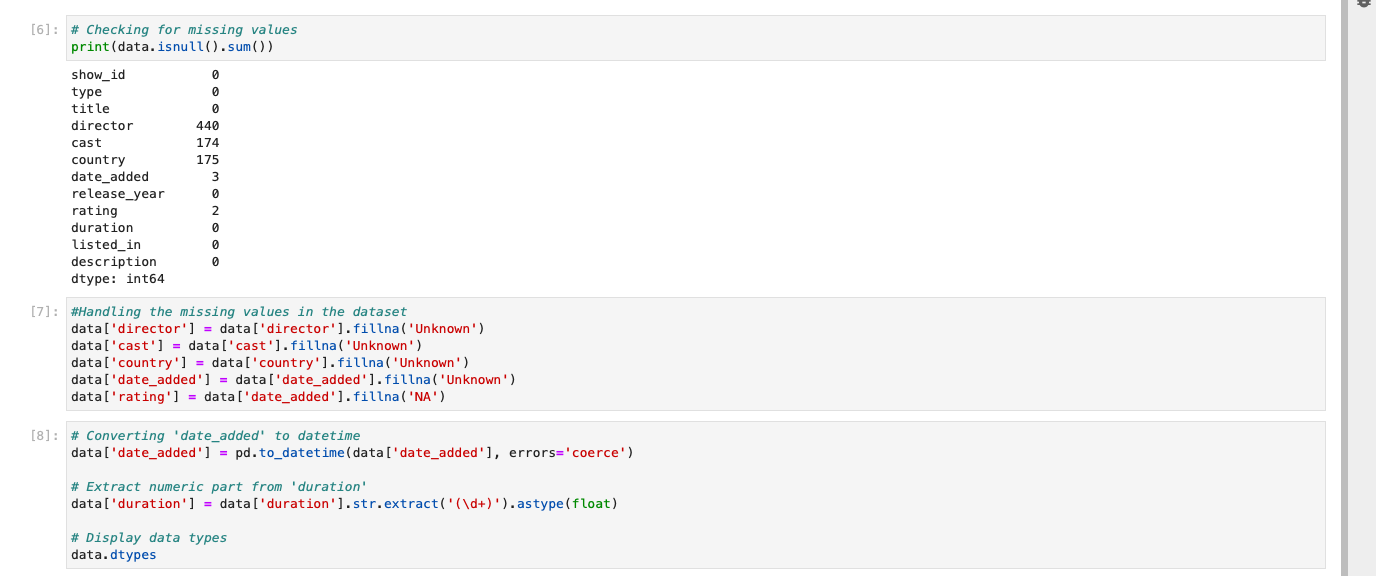 [6]: # Checking for missing values
print(data.isnull().sum())
show_id 0
type 0
title 0
director 440
cast 174
country 175
date_added 3
release_year 0
rating 2
duration 0
listed_in 0
description 0
dtype: int64
[7]: #Handling the missing values in the dataset
data['director'] = data['director'].fillna('Unknown')
data['cast'] = data['cast'].fillna('Unknown')
data['country'] = data['country'].fillna('Unknown')
data['date_added'] = data['date_added'].fillna('Unknown')
data['rating'] = data['date_added'].fillna('NA')
[8]: # Converting 'date_added' to datetime
data['date_added'] = pd.to_datetime(data['date_added'], errors='coerce')
# Extract numeric part from 'duration'
data['duration'] = data['duration'].str.extract('(\d+)').astype(float)
# Display data types
data.dtypes